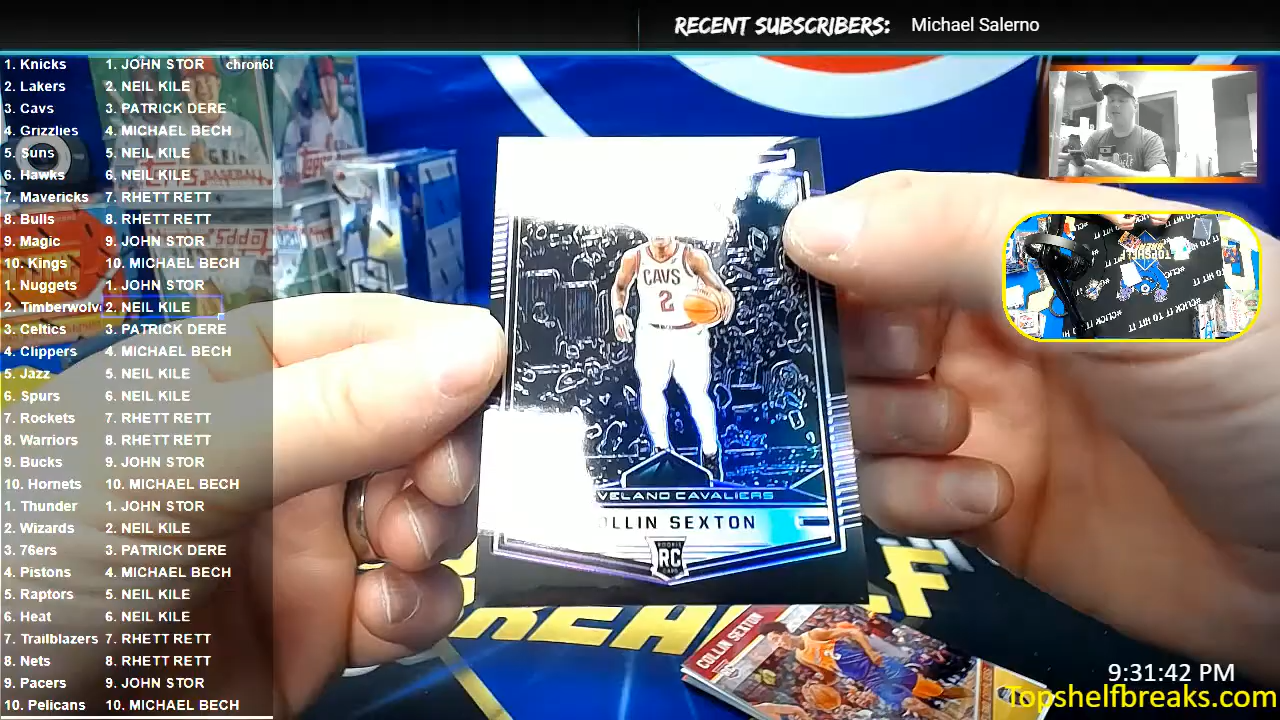 RECENT SUBSCRIBERS: Michael Salerno
1. Knicks 1. JOHN STOR chron6t
2. Lakers 2. NEIL KILE
3. Cavs 3. PATRICK DERE
4. Grizzlies 4. MICHAEL BECH
5. Suns 5. NEIL KILE
6. Hawks 6. NEIL KILE
7. Mavericks 7. RHETT RETT
8. Bulls 8. RHETT RETT
9. Magic 9. JOHN STOR
10. Kings 10. MICHAEL BECH
1. Nuggets 1. JOHN STOR
2. Timberwolv 2. NEIL KILE
3. Celtics 3. PATRICK DERE
4. Clippers 4. MICHAEL BECH
5. Jazz 5. NEIL KILE
6. Spurs 6. NEIL KILE
7. Rockets 7. RHETT RETT
8. Warriors 8. RHETT RETT
9. Bucks 9. JOHN STOR
10. Hornets 10. MICHAEL BECH
1. Thunder 1. JOHN STOR
2. Wizards 2. NEIL KILE
3. 76ers 3. PATRICK DERE
4. Pistons 4. MICHAEL BECH
5. Raptors 5. NEIL KILE
6. Heat 6. NEIL KILE
7. Trailblazers 7. RHETT RETT
8. Nets 8. RHETT RETT
9. Pacers 9. JOHN STOR
10. Pelicans 10. MICHAEL BECH
CAVS
2
VELAND CAVALIERS
OLLIN SEXTON
ROOKIE
RC
CARD
COLLIN SEXTON
9:31:42 PM
Topshelfbreaks.com